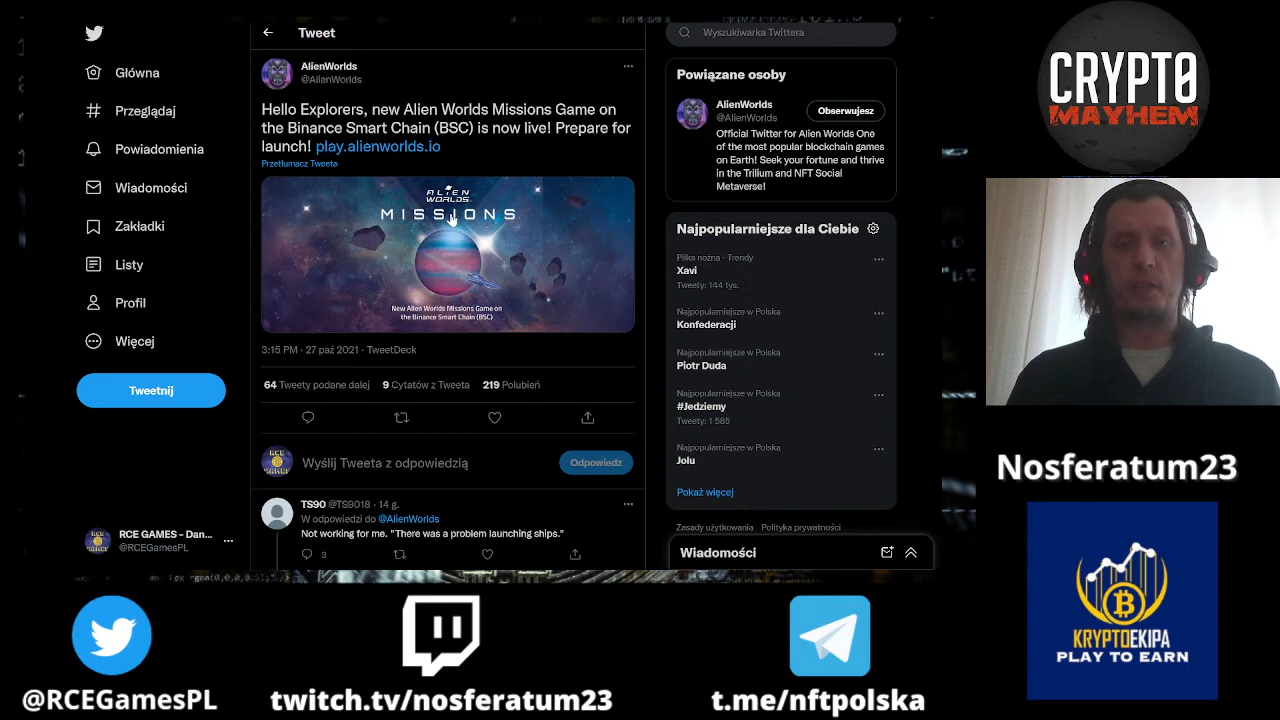 Tweet
Wyszukiwarka Twittera
Główna
Przeglądaj
Powiadomienia
Wiadomości
Zakładki
Listy
Profil
Więcej
Tweetnij
RCE GAMES - Dan...
@RCEGamesPL
AlienWorlds
@AlienWorlds
Hello Explorers, new Alien Worlds Missions Game on
the Binance Smart Chain (BSC) is now live! Prepare for
launch! play.alienworlds.io
Przetłumacz Tweeta
ALIEN
WORLDS
MISSIONS
New Alien Worlds Missions Game on
the Binance Smart Chain (BSC)
3:15 PM · 27 paź 2021 · TweetDeck
64 Tweety podane dalej 9 Cytatów z Tweeta 219 Polubień
Wyślij Tweeta z odpowiedzią
Odpowiedz
TS90 @TS9018 · 14 g.
W odpowiedzi do @AlienWorlds
Not working for me. "There was a problem launching ships."
3
Powiązane osoby
AlienWorlds
@AlienWorlds
Obserwujesz
Official Twitter for Alien Worlds One
of the most popular blockchain games
on Earth! Seek your fortune and thrive
in the Trilium and NFT Social
Metaverse!
Najpopularniejsze dla Ciebie
Piłka nożna · Trendy
Xavi
Tweety: 144 tys.
Najpopularniejsze w Polska
Konfederacji
Najpopularniejsze w Polska
Piotr Duda
Najpopularniejsze w Polska
#Jedziemy
Tweety: 1 585
Najpopularniejsze w Polska
Jolu
Pokaż więcej
Zasady użytkowania Polityka prywatności
Wiadomości
CRYPTO
MAYHEM
Nosferatum23
KRYPTOEKIPA
PLAY TO EARN
@RCEGamesPL
twitch.tv/nosferatum23
t.me/nftpolska